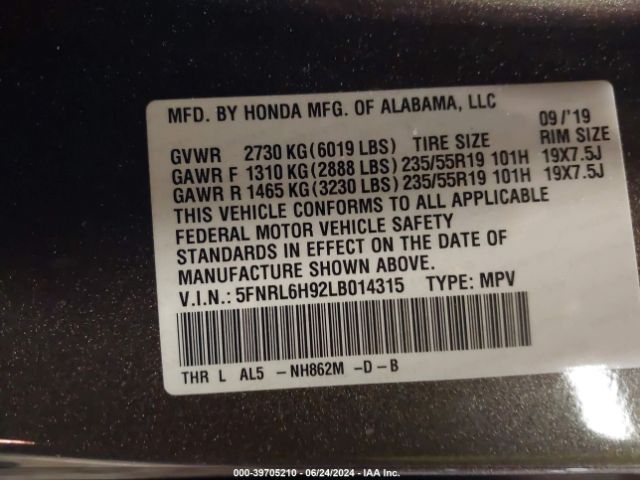 MFD. BY HONDA MFG. OF ALABAMA, LLC
09/'19
GVWR 2730 KG(6019 LBS) TIRE SIZE RIM SIZE
GAWR F 1310 KG(2888 LBS) 235/55R19 101H 19X7.5J
GAWR R 1465 KG(3230 LBS) 235/55R19 101H 19X7.5J
THIS VEHICLE CONFORMS TO ALL APPLICABLE
FEDERAL MOTOR VEHICLE SAFETY
STANDARDS IN EFFECT ON THE DATE OF
MANUFACTURE SHOWN ABOVE.
V.I.N.: 5FNRL6H92LB014315 TYPE: MPV
THR L AL5 -NH862M -D-B
000-39705210 - 06/24/2024 - IAA Inc.